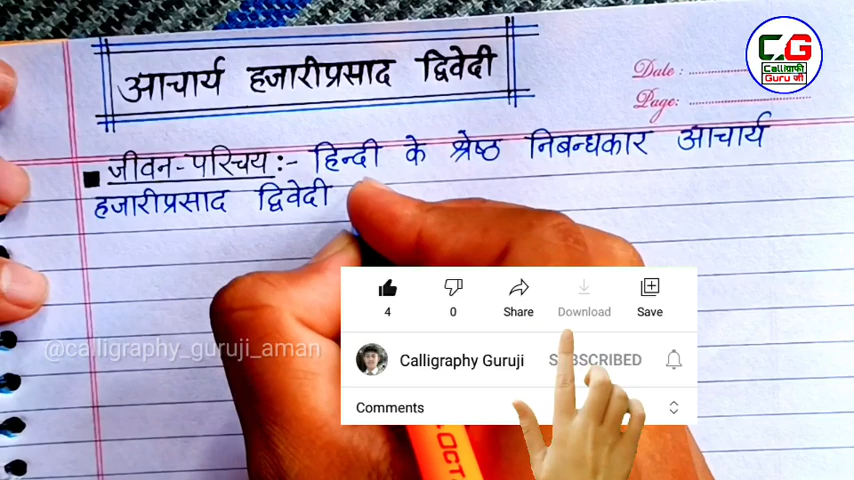 आचार्य हजारीप्रसाद द्विवेदी
CG
Calliग्राफी
Guru जी
Date :
Page:
जीवन-परिचय :- हिन्दी के श्रेष्ठ निबन्धकार आचार्य
हजारीप्रसाद द्विवेदी
4 0 Share Download Save
@calligraphy_guruji_aman
Calligraphy Guruji SUBSCRIBED
Comments